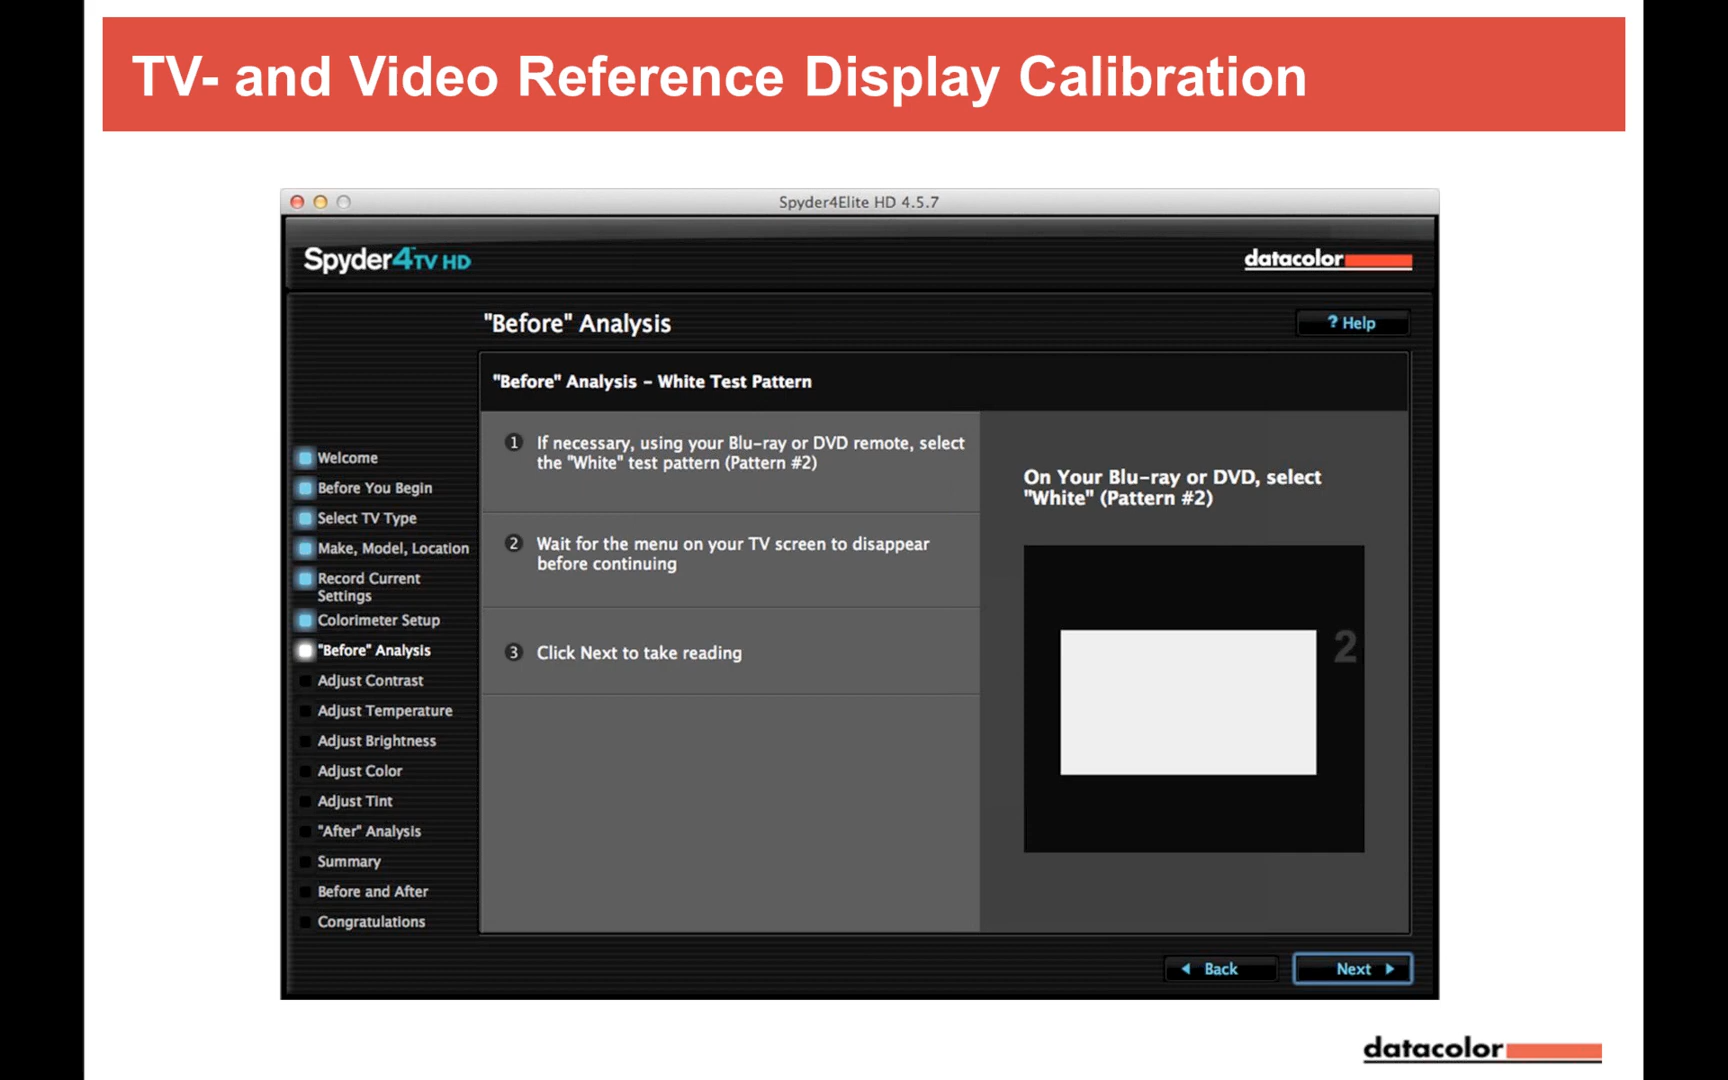 TV- and Video Reference Display Calibration
Spyder4Elite HD 4.5.7
Spyder4™TV HD
datacolor
"Before" Analysis
? Help
"Before" Analysis – White Test Pattern
Welcome
Before You Begin
Select TV Type
Make, Model, Location
Record Current
Settings
Colorimeter Setup
"Before" Analysis
Adjust Contrast
Adjust Temperature
Adjust Brightness
Adjust Color
Adjust Tint
"After" Analysis
Summary
Before and After
Congratulations
1 If necessary, using your Blu-ray or DVD remote, select
the "White" test pattern (Pattern #2)
2 Wait for the menu on your TV screen to disappear
before continuing
3 Click Next to take reading
On Your Blu-ray or DVD, select
"White" (Pattern #2)
2
Back
Next
datacolor